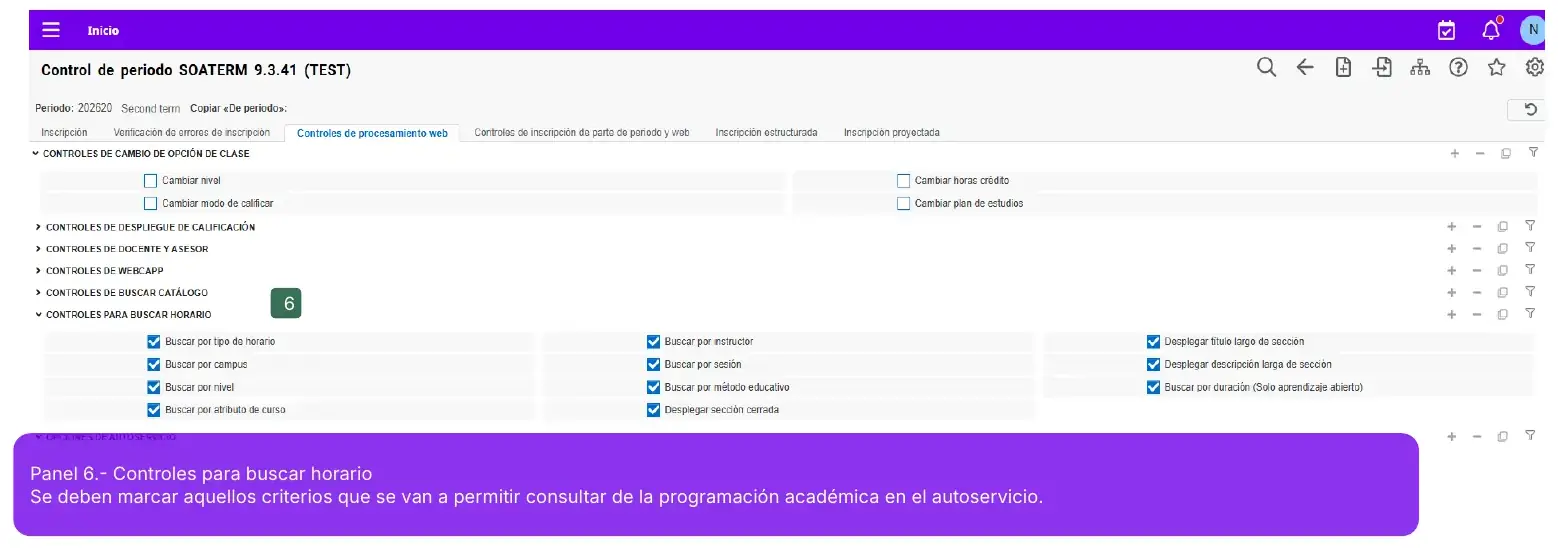 Inicio
N
Control de periodo SOATERM 9.3.41 (TEST)
Periodo: 202620 Second term Copiar «De periodo»:
Inscripción Verificación de errores de inscripción Controles de procesamiento web Controles de inscripción de parte de periodo y web Inscripción estructurada Inscripción proyectada
CONTROLES DE CAMBIO DE OPCIÓN DE CLASE
Cambiar nivel Cambiar horas crédito
Cambiar modo de calificar Cambiar plan de estudios
CONTROLES DE DESPLIEGUE DE CALIFICACIÓN
CONTROLES DE DOCENTE Y ASESOR
CONTROLES DE WEBCAPP
CONTROLES DE BUSCAR CATÁLOGO
6
CONTROLES PARA BUSCAR HORARIO
Buscar por tipo de horario Buscar por instructor Desplegar título largo de sección
Buscar por campus Buscar por sesión Desplegar descripción larga de sección
Buscar por nivel Buscar por método educativo Buscar por duración (Solo aprendizaje abierto)
Buscar por atributo de curso Desplegar sección cerrada
OPCIONES DE AUTOSERVICIO
Panel 6.- Controles para buscar horario
Se deben marcar aquellos criterios que se van a permitir consultar de la programación académica en el autoservicio.